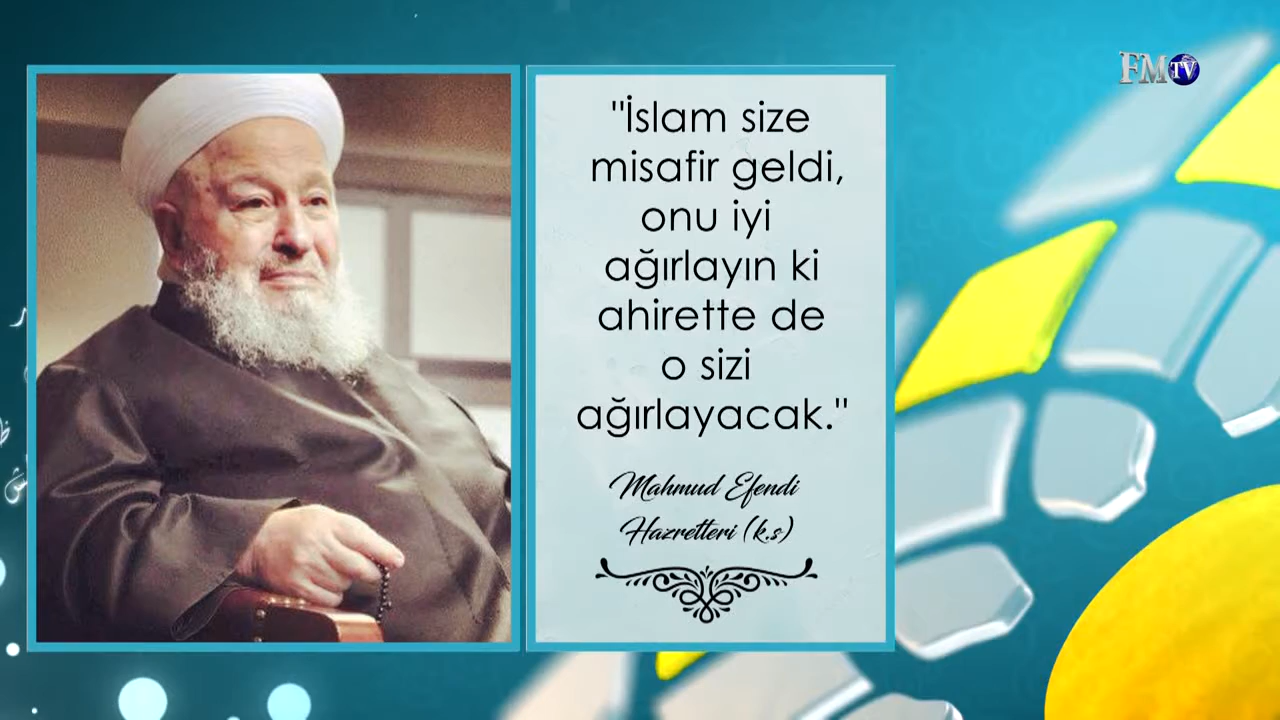 FM TV
"İslam size
misafir geldi,
onu iyi
ağırlayın ki
ahirette de
o sizi
ağırlayacak."
Mahmud Efendi
Hazretleri (k.s)